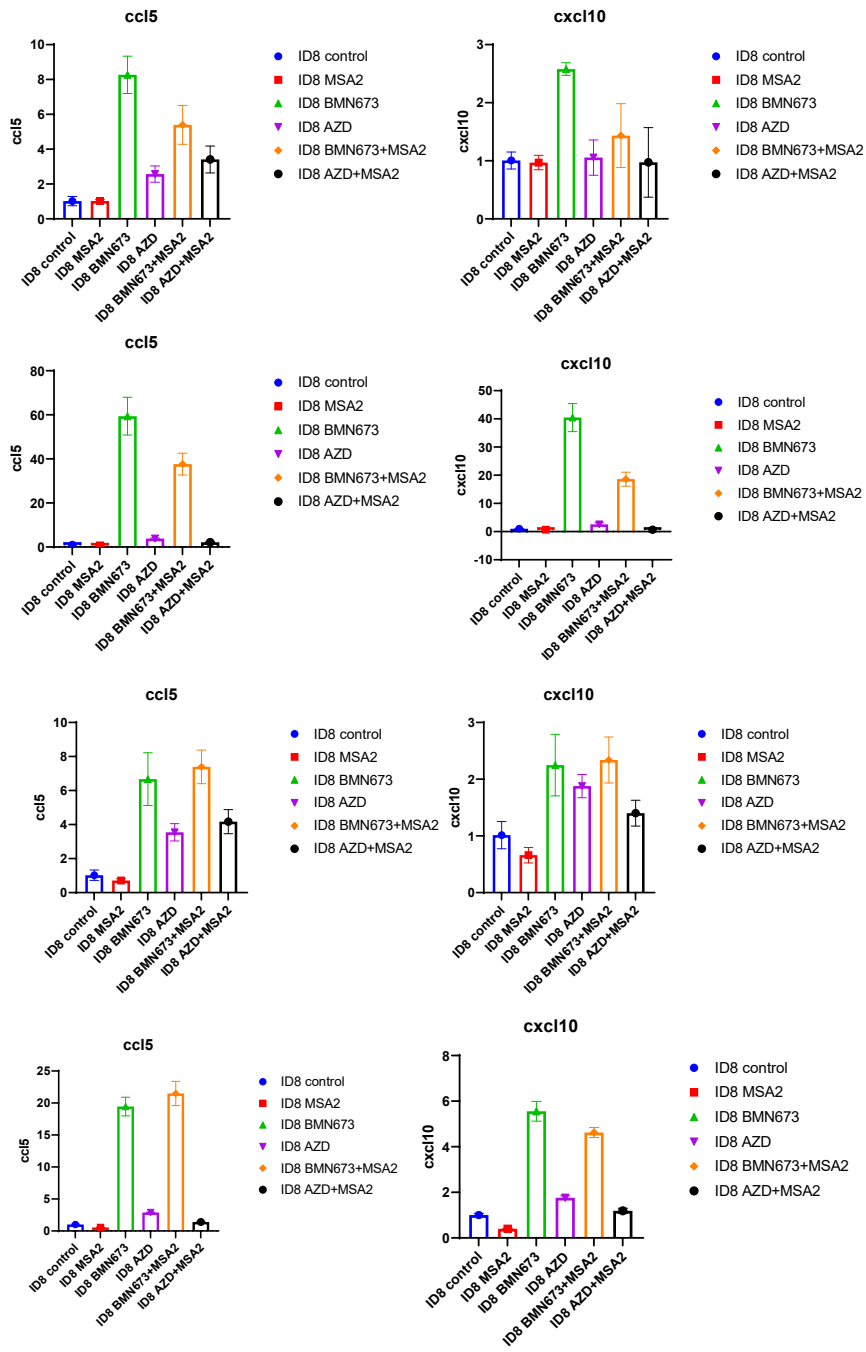 ccl5
10
8
6
4
2
0
ccl5
ID8 control
ID8 MSA2
ID8 BMN673
ID8 AZD
ID8 BMN673+MSA2
ID8 AZD+MSA2
ID8 control
ID8 MSA2
ID8 BMN673
ID8 AZD
ID8 BMN673+MSA2
ID8 AZD+MSA2
cxcl10
3
2
1
0
cxcl10
ID8 control
ID8 MSA2
ID8 BMN673
ID8 AZD
ID8 BMN673+MSA2
ID8 AZD+MSA2
ID8 control
ID8 MSA2
ID8 BMN673
ID8 AZD
ID8 BMN673+MSA2
ID8 AZD+MSA2
ccl5
80
60
40
20
0
ccl5
ID8 control
ID8 MSA2
ID8 BMN673
ID8 AZD
ID8 BMN673+MSA2
ID8 AZD+MSA2
ID8 control
ID8 MSA2
ID8 BMN673
ID8 AZD
ID8 BMN673+MSA2
ID8 AZD+MSA2
cxcl10
50
40
30
20
10
0
-10
cxcl10
ID8 control
ID8 MSA2
ID8 BMN673
ID8 AZD
ID8 BMN673+MSA2
ID8 AZD+MSA2
ID8 control
ID8 MSA2
ID8 BMN673
ID8 AZD
ID8 BMN673+MSA2
ID8 AZD+MSA2
ccl5
10
8
6
4
2
0
ccl5
ID8 control
ID8 MSA2
ID8 BMN673
ID8 AZD
ID8 BMN673+MSA2
ID8 AZD+MSA2
ID8 control
ID8 MSA2
ID8 BMN673
ID8 AZD
ID8 BMN673+MSA2
ID8 AZD+MSA2
cxcl10
3
2
1
0
cxcl10
ID8 control
ID8 MSA2
ID8 BMN673
ID8 AZD
ID8 BMN673+MSA2
ID8 AZD+MSA2
ID8 control
ID8 MSA2
ID8 BMN673
ID8 AZD
ID8 BMN673+MSA2
ID8 AZD+MSA2
ccl5
25
20
15
10
5
0
ccl5
ID8 control
ID8 MSA2
ID8 BMN673
ID8 AZD
ID8 BMN673+MSA2
ID8 AZD+MSA2
ID8 control
ID8 MSA2
ID8 BMN673
ID8 AZD
ID8 BMN673+MSA2
ID8 AZD+MSA2
cxcl10
8
6
4
2
0
cxcl10
ID8 control
ID8 MSA2
ID8 BMN673
ID8 AZD
ID8 BMN673+MSA2
ID8 AZD+MSA2
ID8 control
ID8 MSA2
ID8 BMN673
ID8 AZD
ID8 BMN673+MSA2
ID8 AZD+MSA2